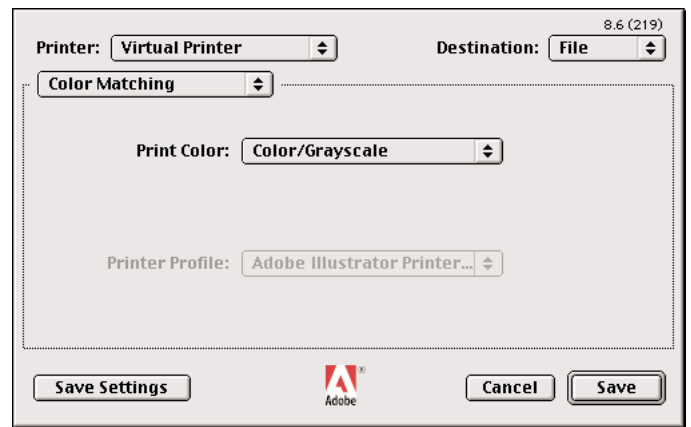 8.6 (219)
Printer: Virtual Printer Destination: File
Color Matching
Print Color: Color/Grayscale
Printer Profile: Adobe Illustrator Printer...
Save Settings Adobe ® Cancel Save